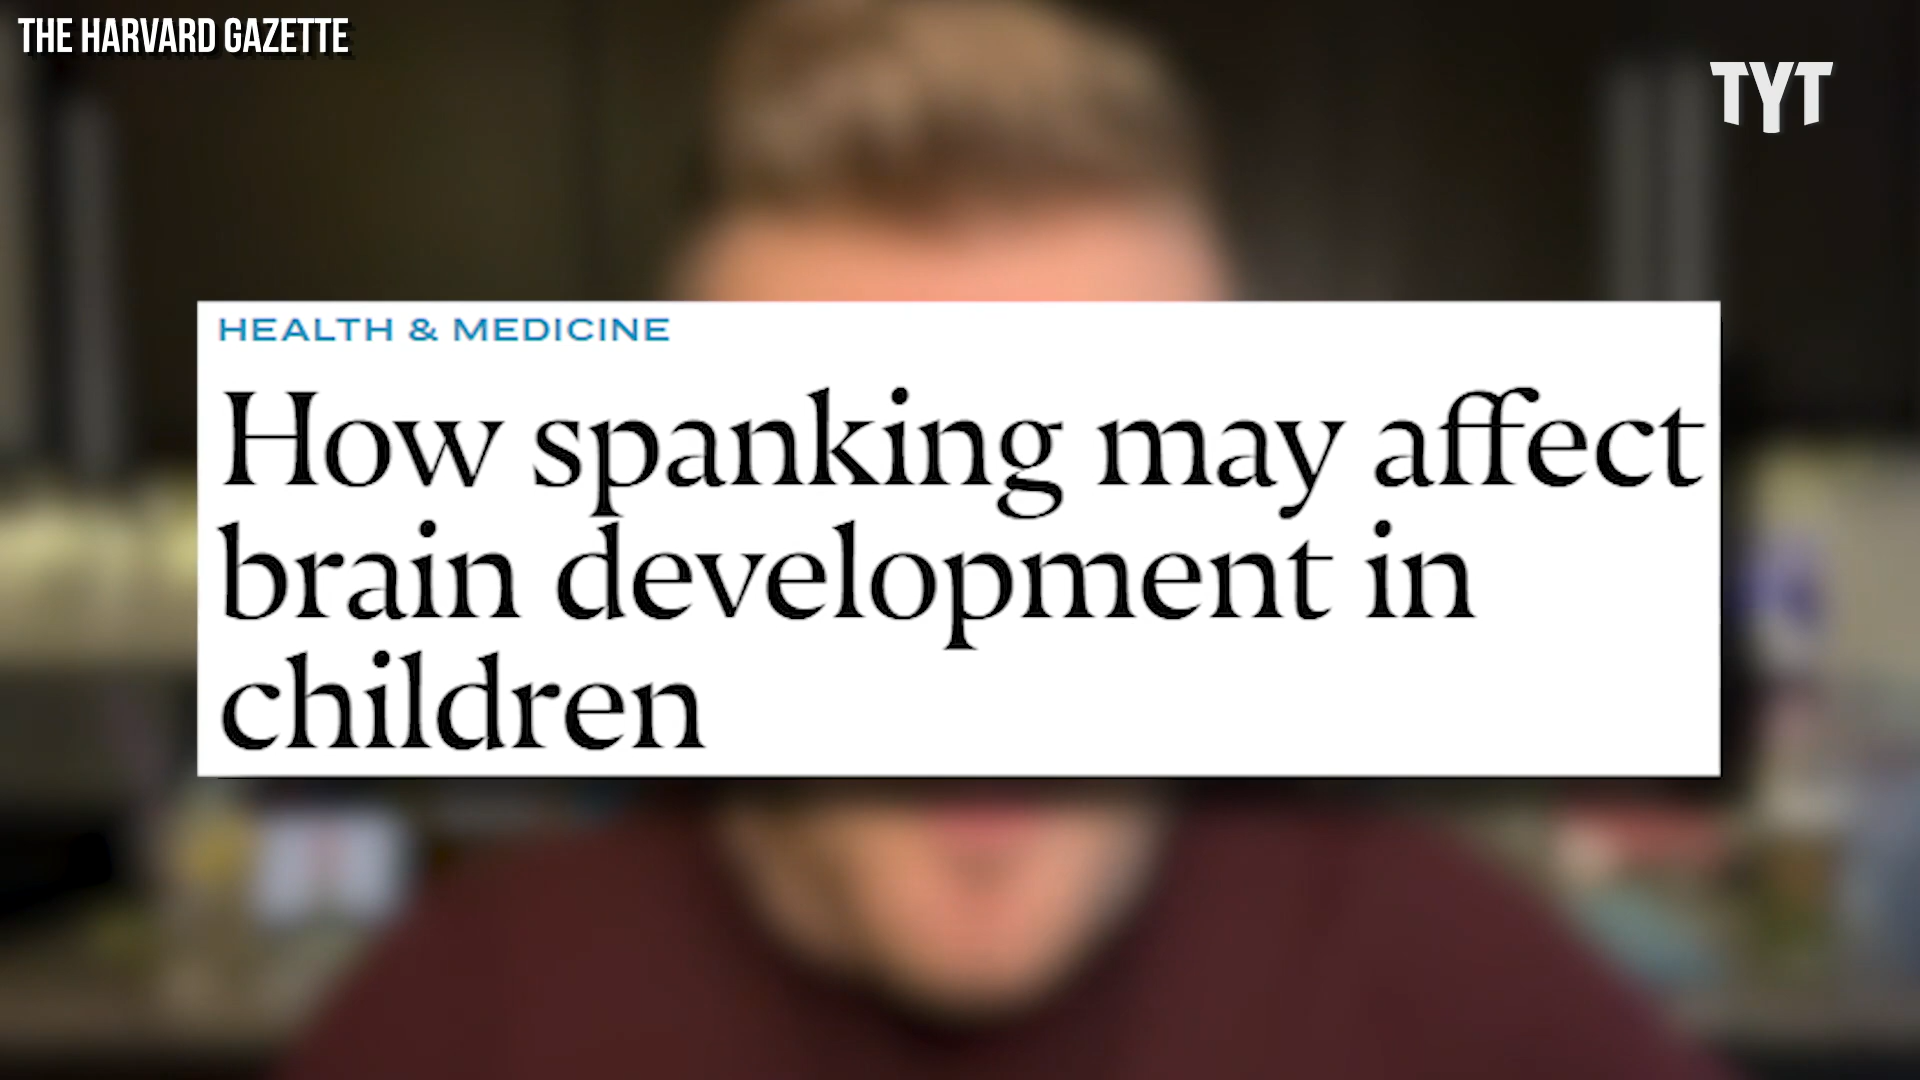 THE HARVARD GAZETTE
TYT
HEALTH & MEDICINE
How spanking may affect
brain development in
children